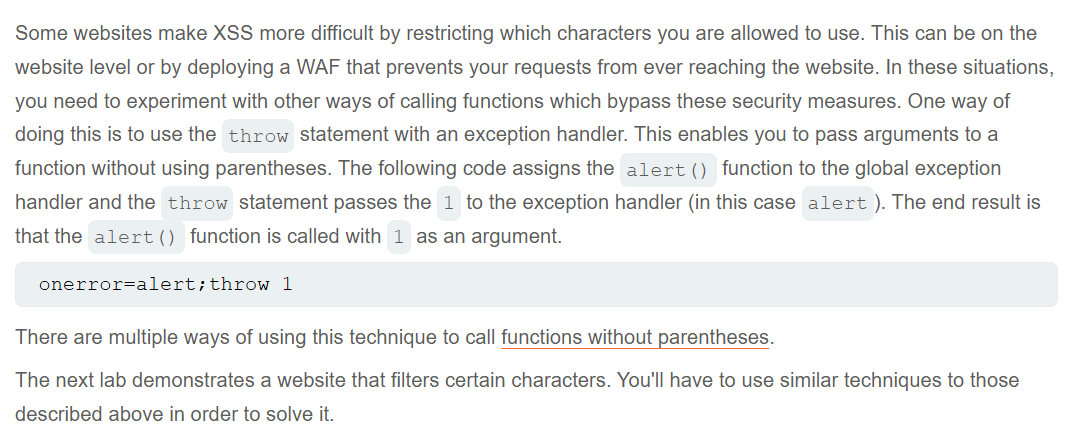 Some websites make XSS more difficult by restricting which characters you are allowed to use. This can be on the
website level or by deploying a WAF that prevents your requests from ever reaching the website. In these situations,
you need to experiment with other ways of calling functions which bypass these security measures. One way of
doing this is to use the throw statement with an exception handler. This enables you to pass arguments to a
function without using parentheses. The following code assigns the alert() function to the global exception
handler and the throw statement passes the 1 to the exception handler (in this case alert). The end result is
that the alert() function is called with 1 as an argument.
onerror=alert;throw 1
There are multiple ways of using this technique to call functions without parentheses.
The next lab demonstrates a website that filters certain characters. You'll have to use similar techniques to those
described above in order to solve it.